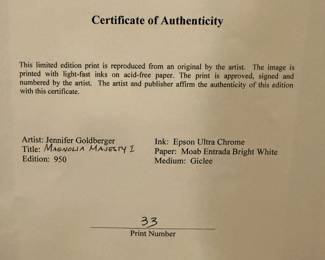 Certificate of Authenticity
This limited edition print is reproduced from an original by the artist. The image is
printed with light-fast inks on acid-free paper. The print is approved, signed and
numbered by the artist. The artist and publisher affirm the authenticity of this edition
with this certificate.
Artist: Jennifer Goldberger
Title: MAGNOLIA MAJESTY I
Edition: 950
Ink: Epson Ultra Chrome
Paper: Moab Entrada Bright White
Medium: Giclee
33
Print Number